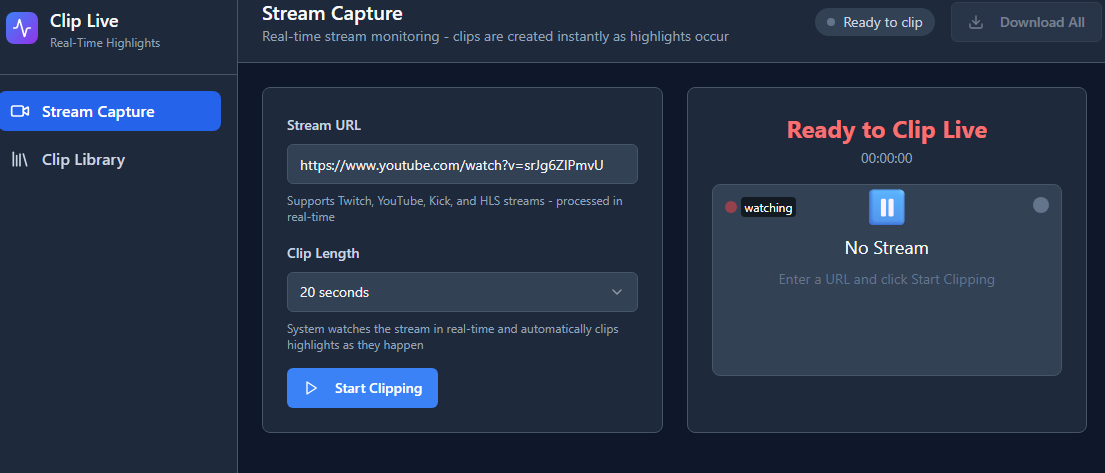 Clip Live
Real-Time Highlights
Stream Capture
Clip Library
Stream Capture
Real-time stream monitoring - clips are created instantly as highlights occur
Ready to clip
Download All
Stream URL
https://www.youtube.com/watch?v=srJg6ZIPmvU
Supports Twitch, YouTube, Kick, and HLS streams - processed in
real-time
Clip Length
20 seconds
System watches the stream in real-time and automatically clips
highlights as they happen
Start Clipping
Ready to Clip Live
00:00:00
watching
No Stream
Enter a URL and click Start Clipping